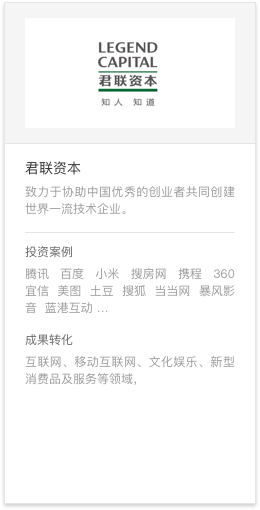 LEGEND
CAPITAL
君联资本
知人 知道
君联资本
致力于协助中国优秀的创业者共同创建
世界一流技术企业。
投资案例
腾讯 百度 小米 搜房网 携程 360
宜信 美图 土豆 搜狐 当当网 暴风影
音 蓝港互动 ...
成果转化
互联网、移动互联网、文化娱乐、新型
消费品及服务等领域,